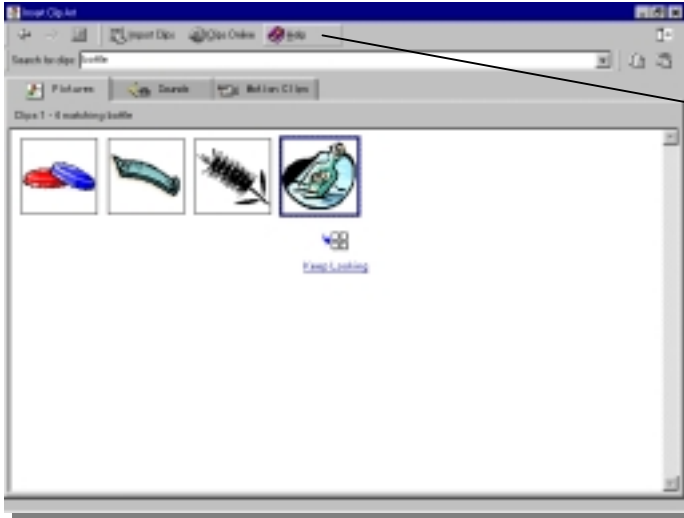 Insert Clip Art
Import Clips Clips Online Help
Search for clips: bottle
Pictures Sounds Motion Clips
Clips 1 - 4 matching bottle
Keep Looking